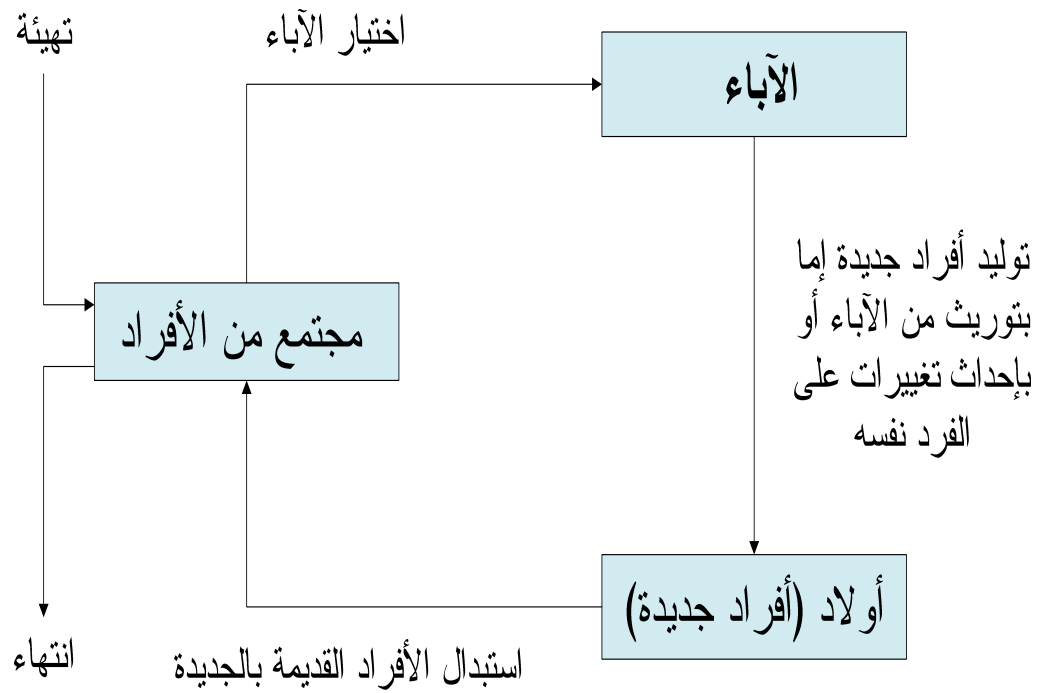 تهيئة
اختيار الآباء
الآباء
توليد أفراد جديدة إما
بتوريث من الآباء أو
بإحداث تغييرات على
الفرد نفسه
مجتمع من الأفراد
أولاد (أفراد جديدة)
استبدال الأفراد القديمة بالجديدة
انتهاء